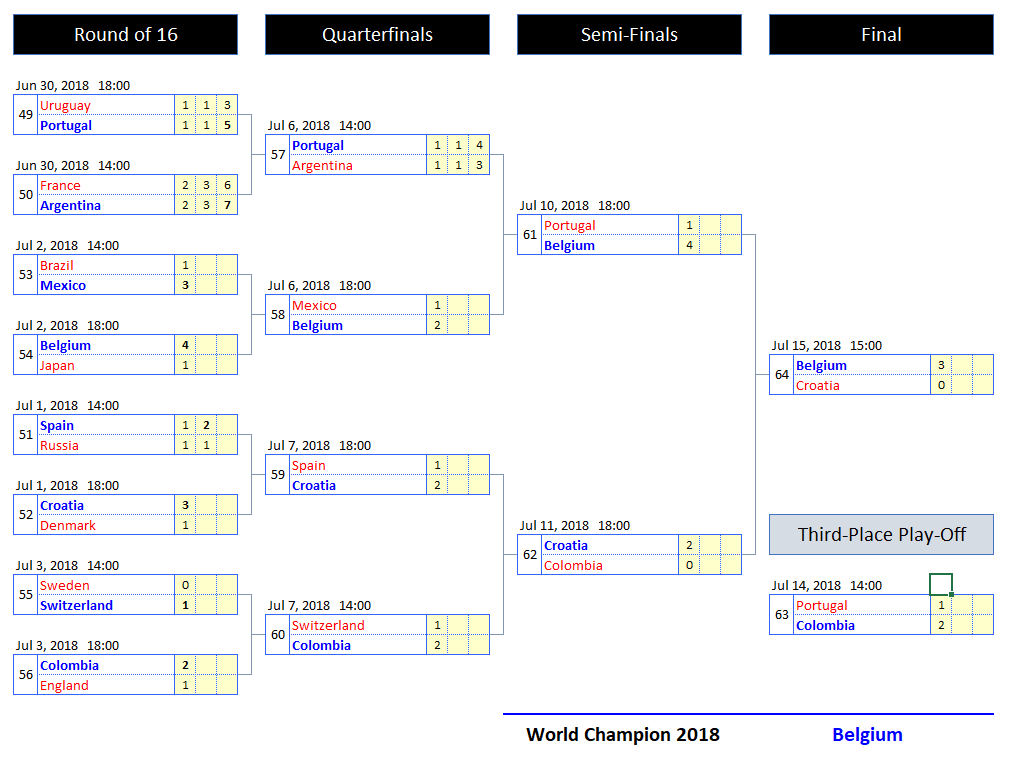 Round of 16
Quarterfinals
Semi-Finals
Final
Jun 30, 2018 18:00
49
Uruguay 1 1 3
Portugal 1 1 5
Jun 30, 2018 14:00
50
France 2 3 6
Argentina 2 3 7
Jul 2, 2018 14:00
53
Brazil 1
Mexico 3
Jul 2, 2018 18:00
54
Belgium 4
Japan 1
Jul 1, 2018 14:00
51
Spain 1 2
Russia 1 1
Jul 1, 2018 18:00
52
Croatia 3
Denmark 1
Jul 3, 2018 14:00
55
Sweden 0
Switzerland 1
Jul 3, 2018 18:00
56
Colombia 2
England 1
Jul 6, 2018 14:00
57
Portugal 1 1 4
Argentina 1 1 3
Jul 6, 2018 18:00
58
Mexico 1
Belgium 2
Jul 7, 2018 18:00
59
Spain 1
Croatia 2
Jul 7, 2018 14:00
60
Switzerland 1
Colombia 2
Jul 10, 2018 18:00
61
Portugal 1
Belgium 4
Jul 11, 2018 18:00
62
Croatia 2
Colombia 0
Jul 15, 2018 15:00
64
Belgium 3
Croatia 0
Third-Place Play-Off
Jul 14, 2018 14:00
63
Portugal 1
Colombia 2
World Champion 2018
Belgium